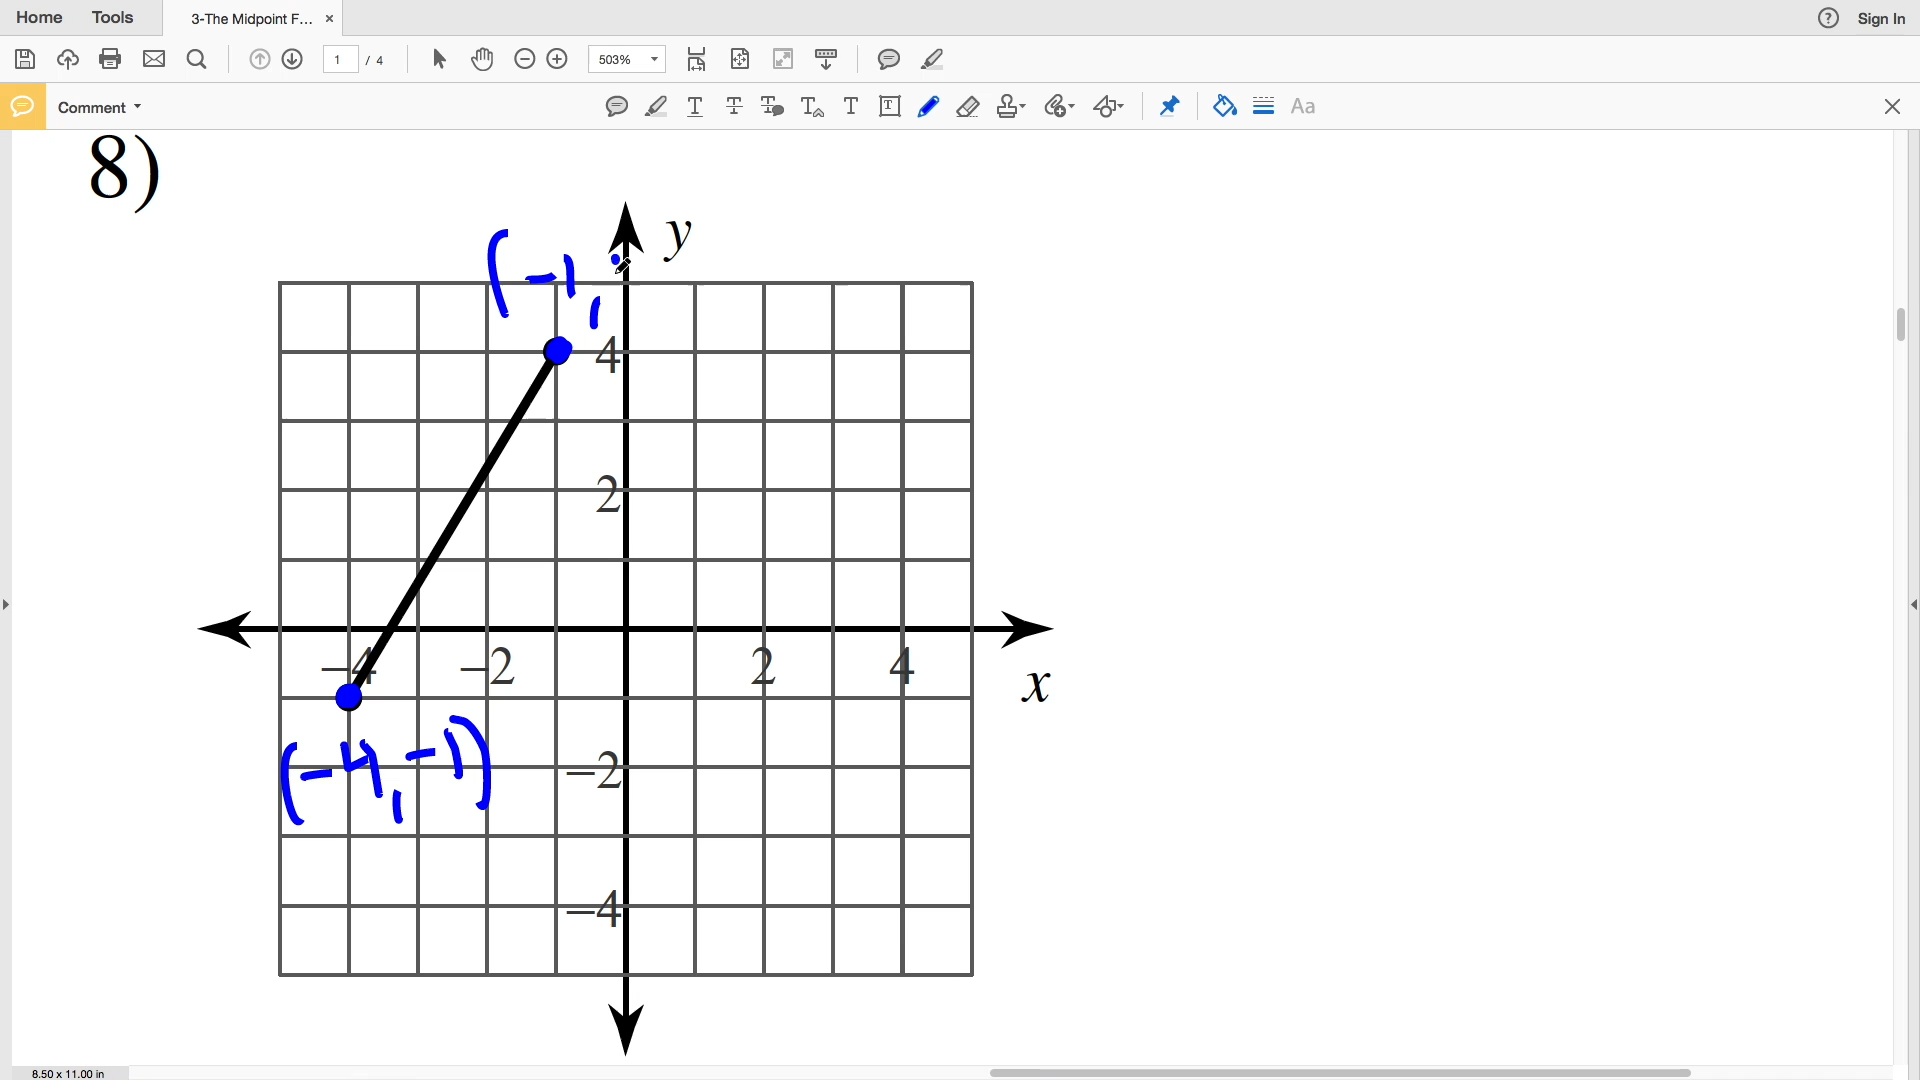 Home Tools 3-The Midpoint F... × ? Sign In
1 / 4 503%
Comment T T T T T T Aa
8)
y
(-1,
4
2
-4 -2 2 4
x
(-4,-1)
-2
-4
8.50 x 11.00 in